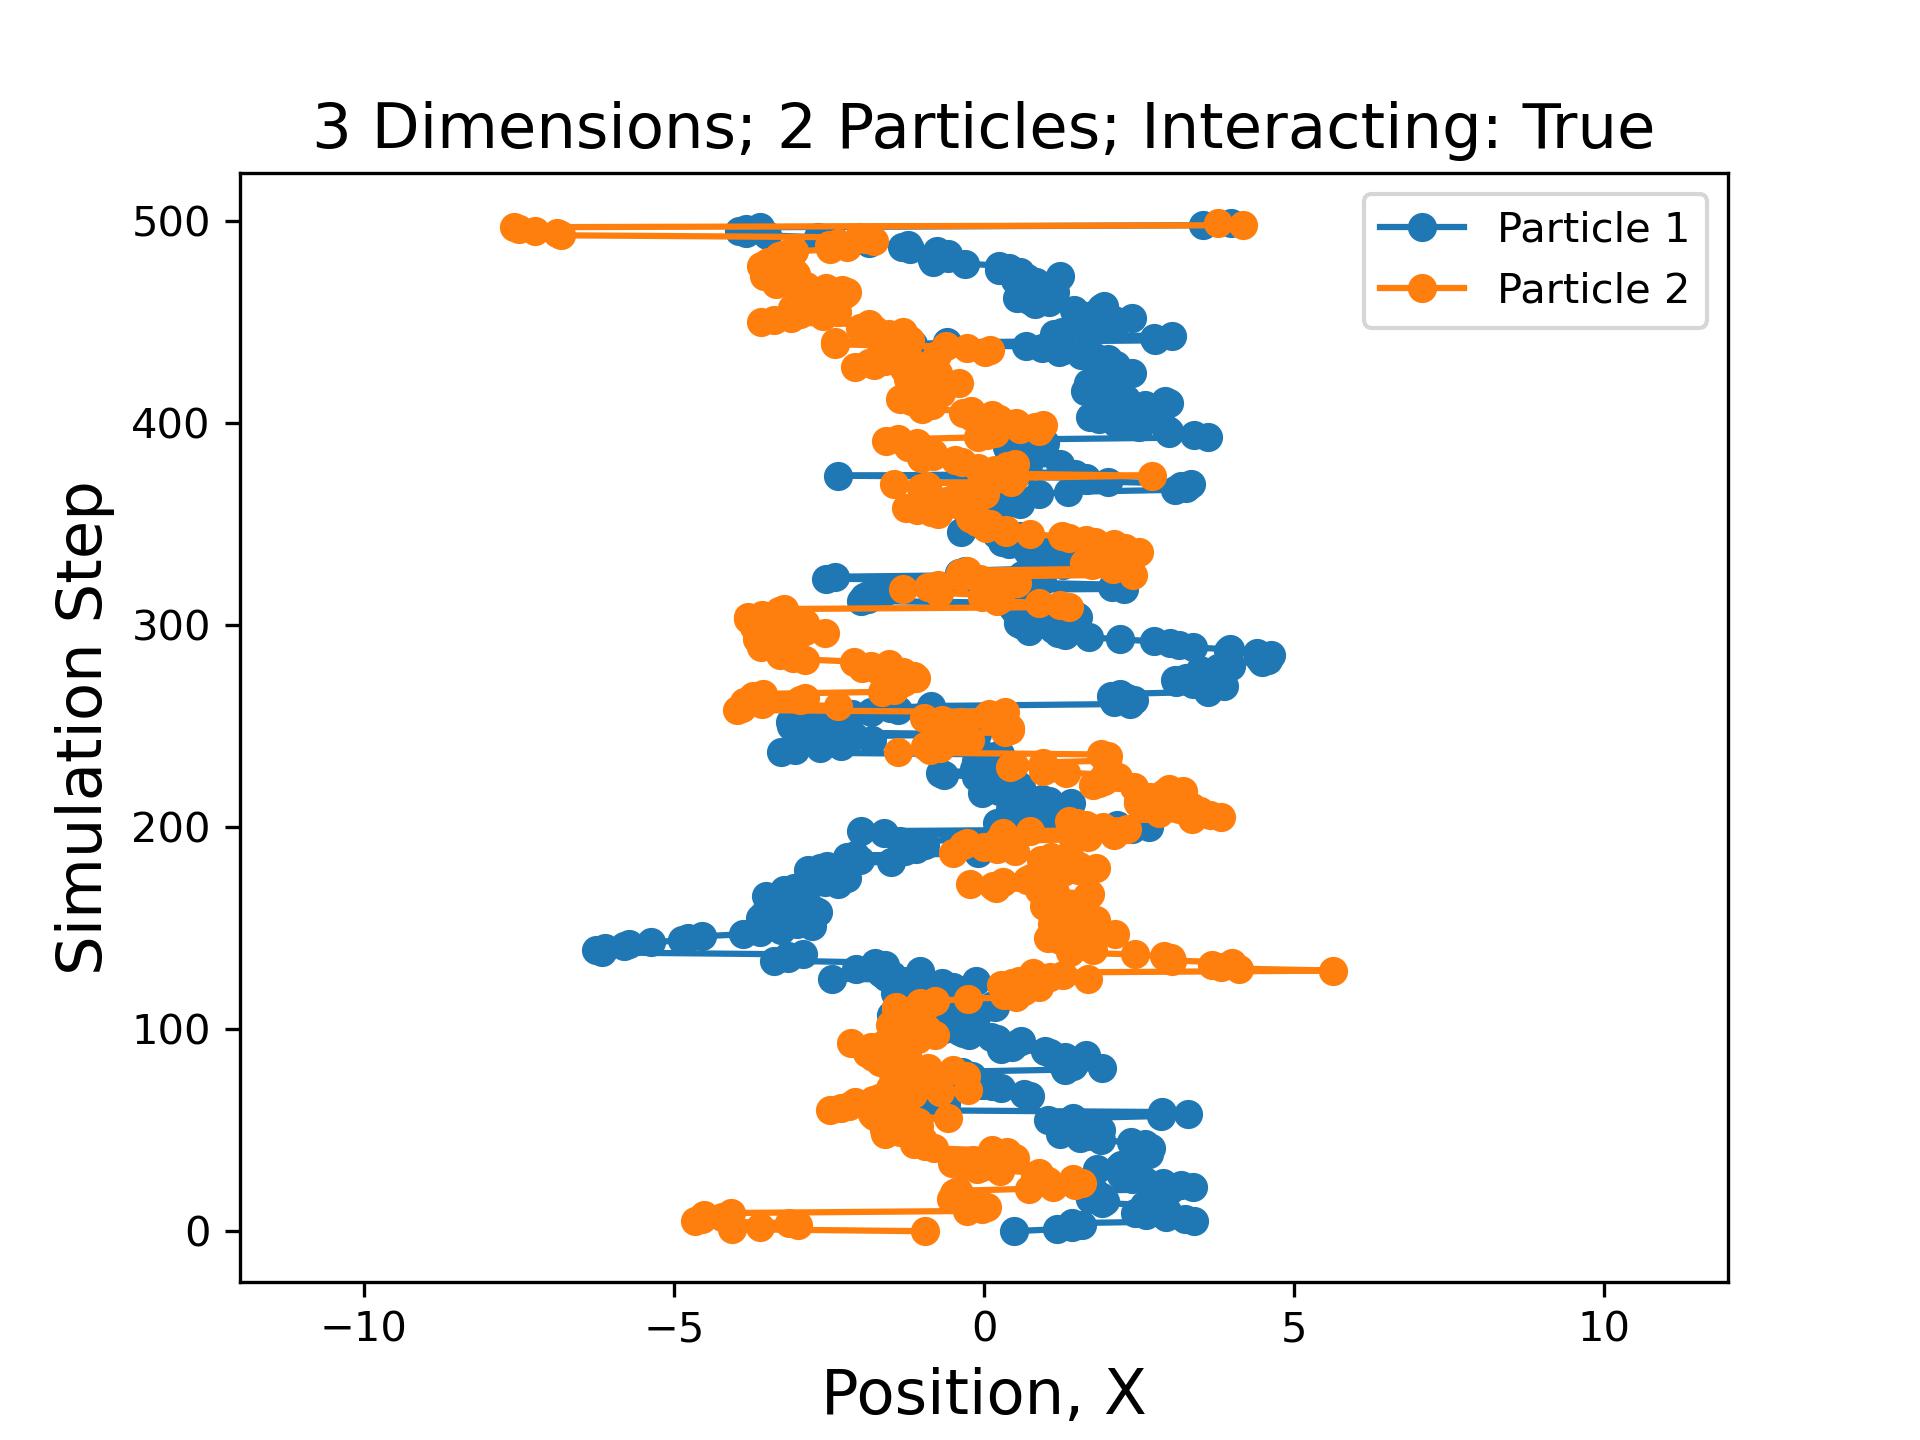 3 Dimensions; 2 Particles; Interacting: True
Particle 1
Particle 2
500
400
300
200
100
0
Simulation Step
−10
−5
0
5
10
Position, X